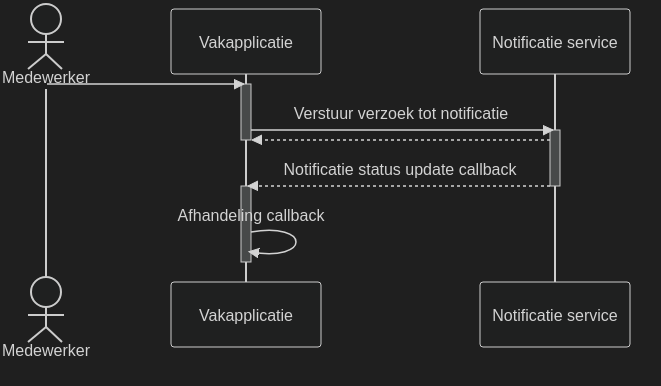 Vakapplicatie
Notificatie service
Medewerker
Verstuur verzoek tot notificatie
Notificatie status update callback
Afhandeling callback
Vakapplicatie
Notificatie service
Medewerker